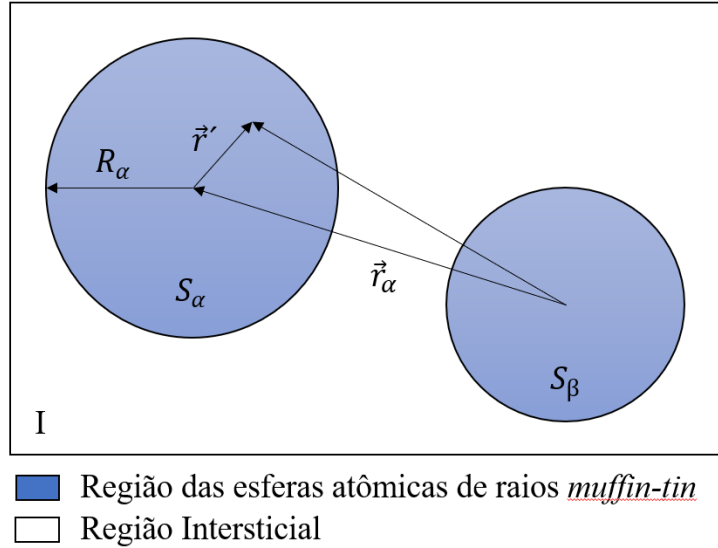 r⃗′
R_α
r⃗_α
S_α
S_β
I
Região das esferas atômicas de raios muffin-tin
Região Intersticial